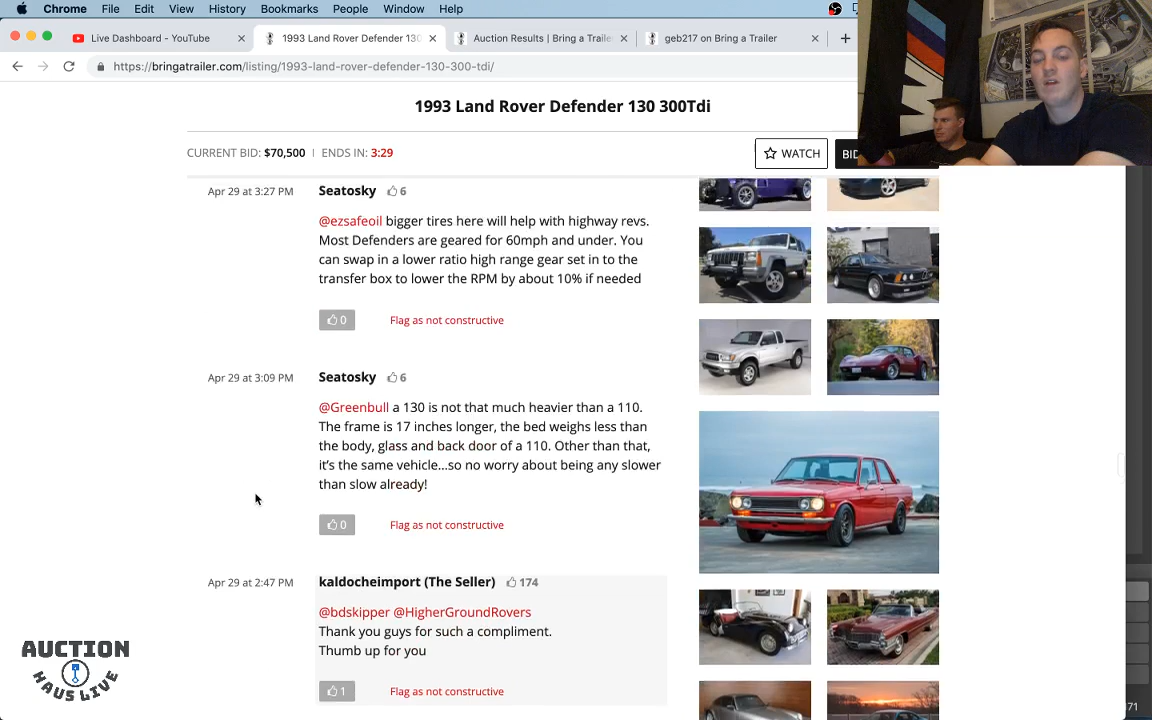 Chrome File Edit View History Bookmarks People Window Help
Live Dashboard - YouTube
1993 Land Rover Defender 130
Auction Results | Bring a Traile
geb217 on Bring a Trailer
https://bringatrailer.com/listing/1993-land-rover-defender-130-300-tdi/
1993 Land Rover Defender 130 300Tdi
CURRENT BID: $70,500 | ENDS IN: 3:29
WATCH
BID
Apr 29 at 3:27 PM
Seatosky 6
@ezsafeoil bigger tires here will help with highway revs.
Most Defenders are geared for 60mph and under. You
can swap in a lower ratio high range gear set in to the
transfer box to lower the RPM by about 10% if needed
0 Flag as not constructive
Apr 29 at 3:09 PM
Seatosky 6
@Greenbull a 130 is not that much heavier than a 110.
The frame is 17 inches longer, the bed weighs less than
the body, glass and back door of a 110. Other than that,
it's the same vehicle...so no worry about being any slower
than slow already!
0 Flag as not constructive
Apr 29 at 2:47 PM
kaldocheimport (The Seller) 174
@bdskipper @HigherGroundRovers
Thank you guys for such a compliment.
Thumb up for you
1 Flag as not constructive
AUCTION
HAUS LIVE
171